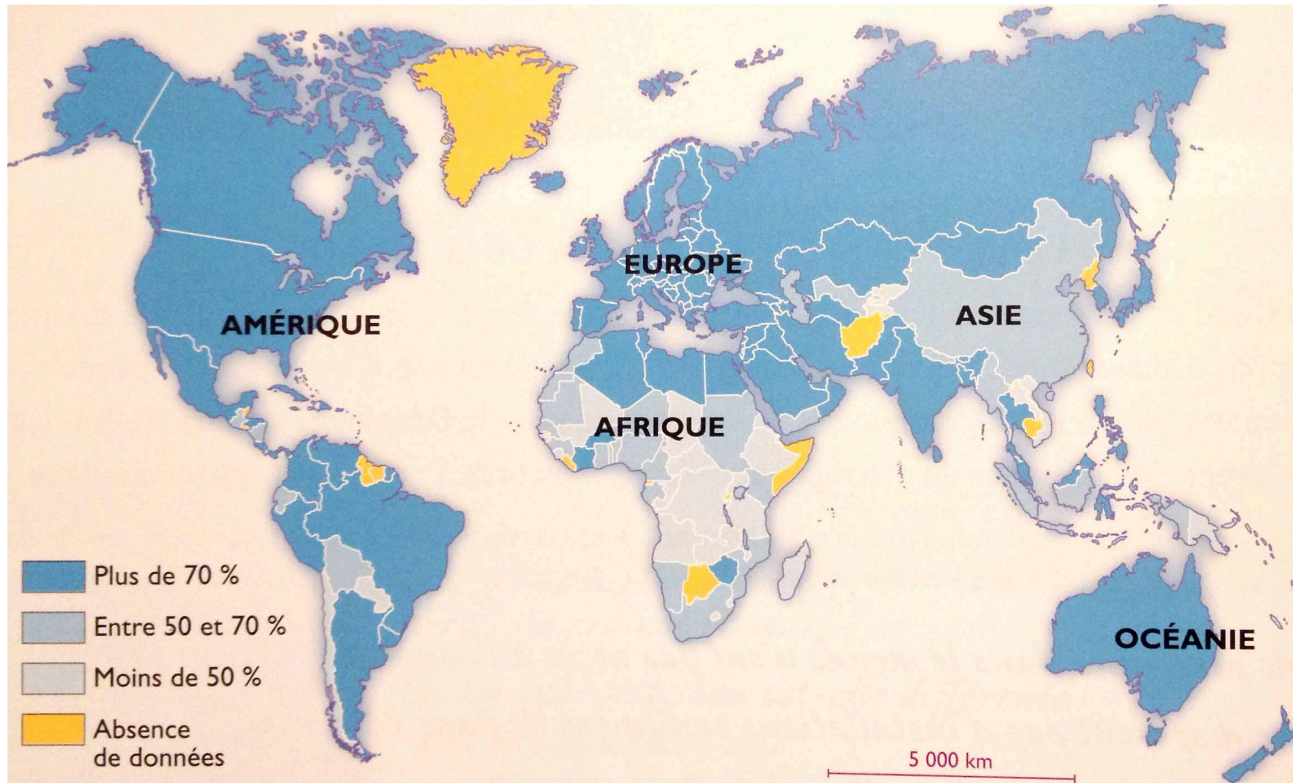 EUROPE
ASIE
AMÉRIQUE
AFRIQUE
OCÉANIE
Plus de 70 %
Entre 50 et 70 %
Moins de 50 %
Absence
de données
5 000 km